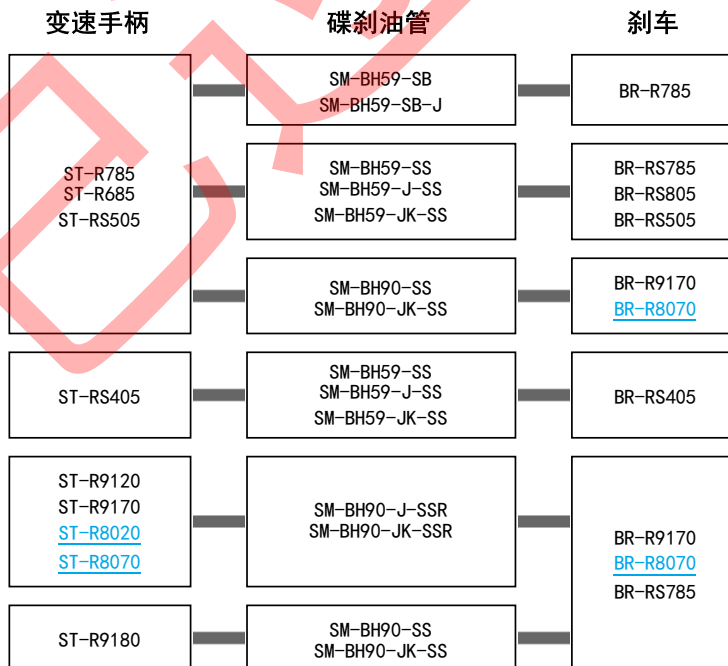 变速手柄 碟刹油管 刹车
ST-R785
ST-R685
ST-RS505
SM-BH59-SB
SM-BH59-SB-J
BR-R785
SM-BH59-SS
SM-BH59-J-SS
SM-BH59-JK-SS
BR-RS785
BR-RS805
BR-RS505
SM-BH90-SS
SM-BH90-JK-SS
BR-R9170
BR-R8070
ST-RS405
SM-BH59-SS
SM-BH59-J-SS
SM-BH59-JK-SS
BR-RS405
ST-R9120
ST-R9170
ST-R8020
ST-R8070
SM-BH90-J-SSR
SM-BH90-JK-SSR
BR-R9170
BR-R8070
BR-RS785
ST-R9180
SM-BH90-SS
SM-BH90-JK-SS